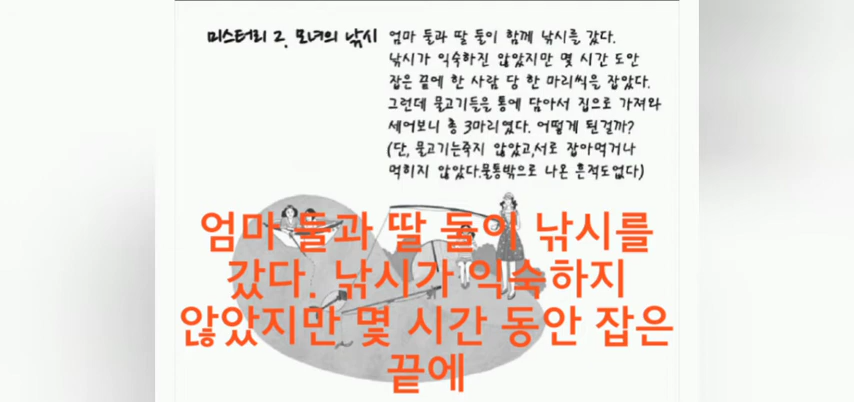 미스터리 2. 모녀의 낚시
엄마 둘과 딸 둘이 함께 낚시를 갔다.
낚시가 익숙하진 않았지만 몇 시간 도안
잡은 끝에 한 사람 당 한 마리씩을 잡았다.
그런데 물고기들을 통에 담아서 집으로 가져와
세어보니 총 3마리였다. 어떻게 된걸까?
(단, 물고기는죽지 않았고,서로 잡아먹거나
먹히지 않았다.물통밖으로 나온 흔적도없다)
엄마 둘과 딸 둘이 낚시를
갔다. 낚시가 익숙하지
않았지만 몇 시간 동안 잡은
끝에